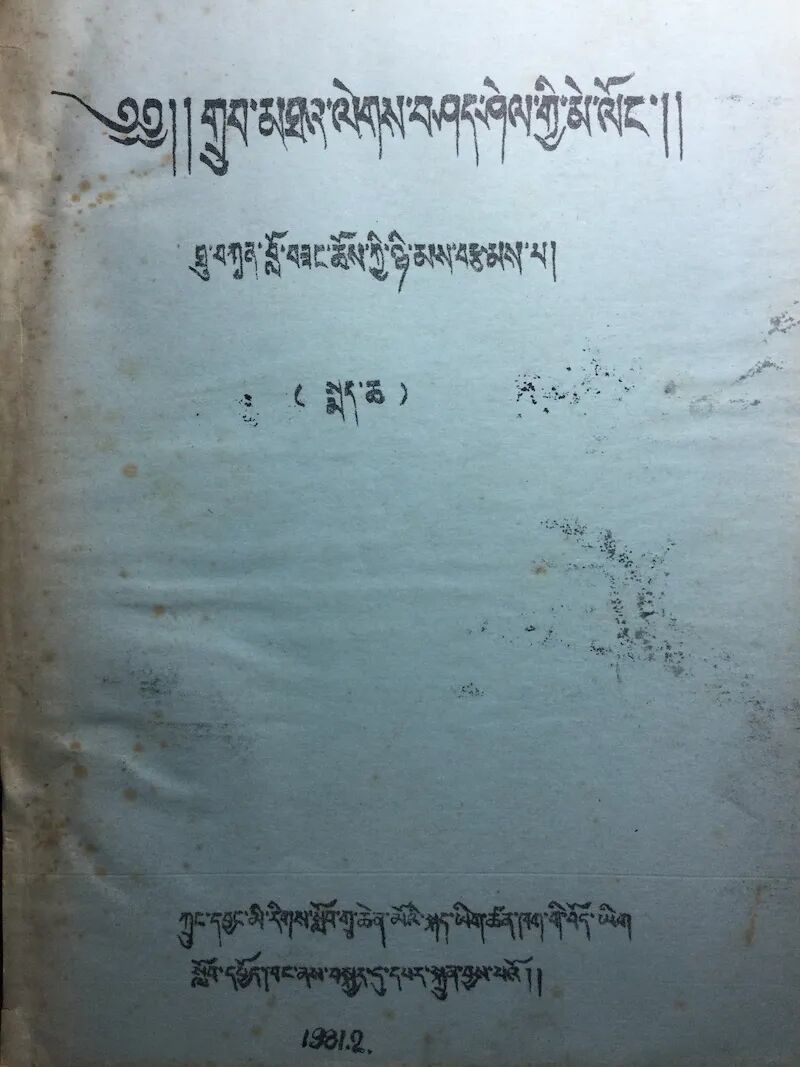 ༄༅།། གྲུབ་མཐའ་ལེགས་བཤད་ཤེལ་གྱི་མེ་ལོང་།།
ཐུ་བཀྭན་བློ་བཟང་ཆོས་ཀྱི་ཉི་མས་བརྩམས་པ།
( སྨད་ཆ )
ཀྲུང་དབྱང་མི་རིགས་སློབ་གྲྭ་ཆེན་མོའི་སྐད་ཡིག་ཚན་ཁག་གི་བོད་ཡིག
སློབ་དཔྱོད་ཁང་ནས་བསྐྱར་དུ་དཔར་སྐྲུན་བྱས་པའོ།།
1981.2.